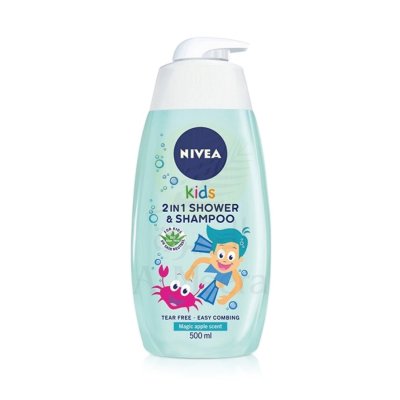 NIVEA
kids
2 IN 1 SHOWER
& SHAMPOO
TEAR FREE - EASY COMBING
Magic apple scent
500 ml